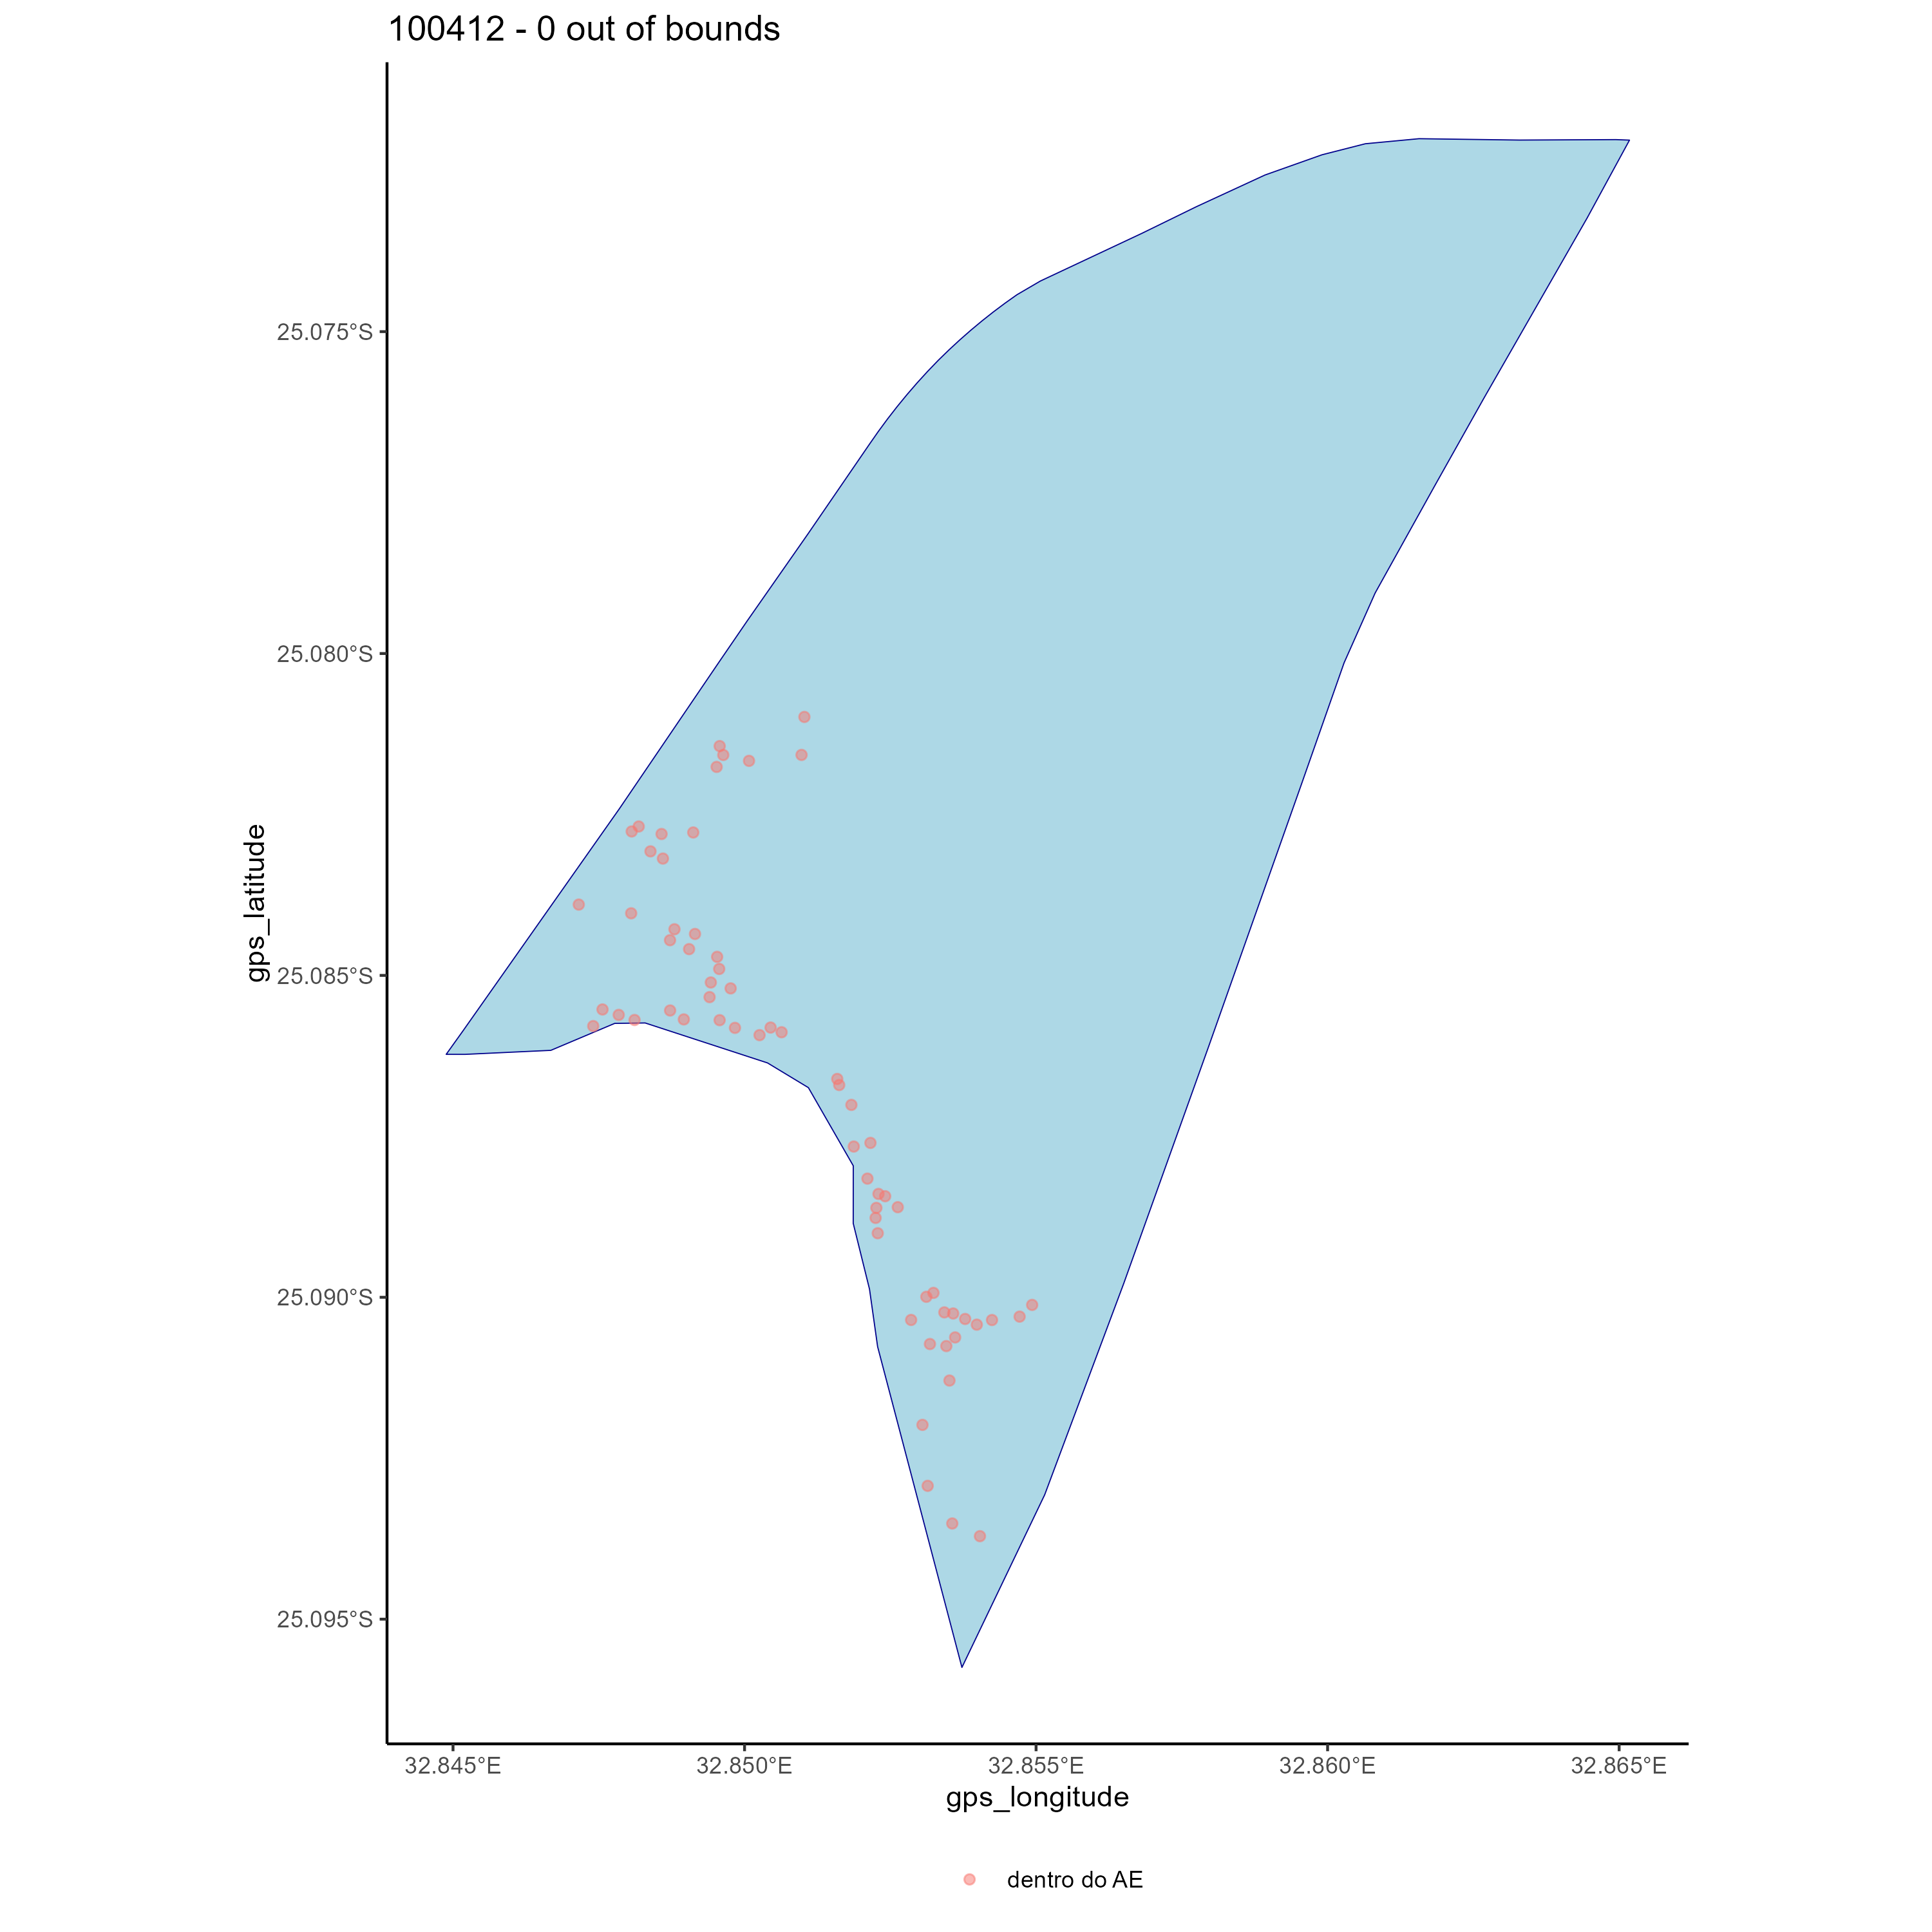 100412 - 0 out of bounds
gps_latitude
25.075°S
25.080°S
25.085°S
25.090°S
25.095°S
32.845°E
32.850°E
32.855°E
32.860°E
32.865°E
gps_longitude
dentro do AE